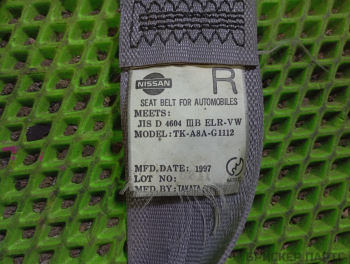 NISSAN
R
SEAT BELT FOR AUTOMOBILES
MEETS:
JIS D 4604 IIIB ELR-VW
MODEL: TK-A8A-G1112
MFD. DATE: 1997
LOT NO:
MFD. BY: TAKATA